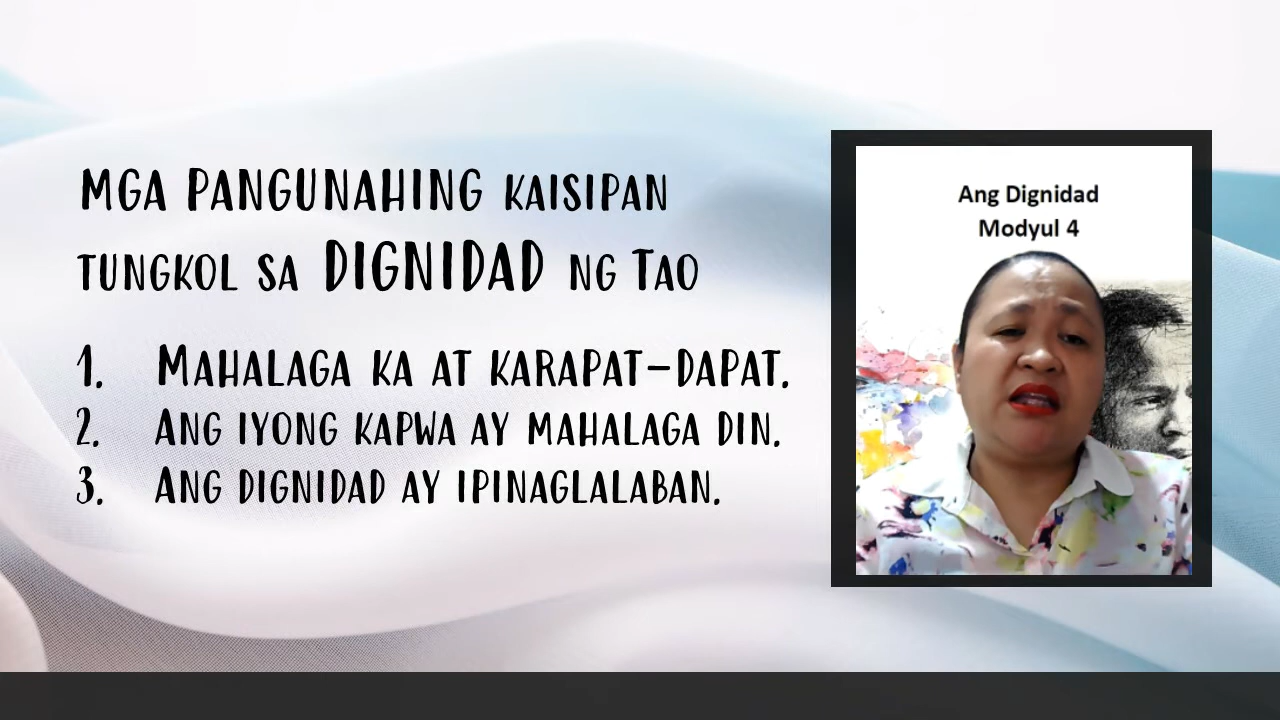 MGA PANGUNAHING KAISIPAN
TUNGKOL SA DIGNIDAD NG TAO
1. MAHALAGA KA AT KARAPAT-DAPAT.
2. ANG IYONG KAPWA AY MAHALAGA DIN.
3. ANG DIGNIDAD AY IPINAGLALABAN.
Ang Dignidad
Modyul 4